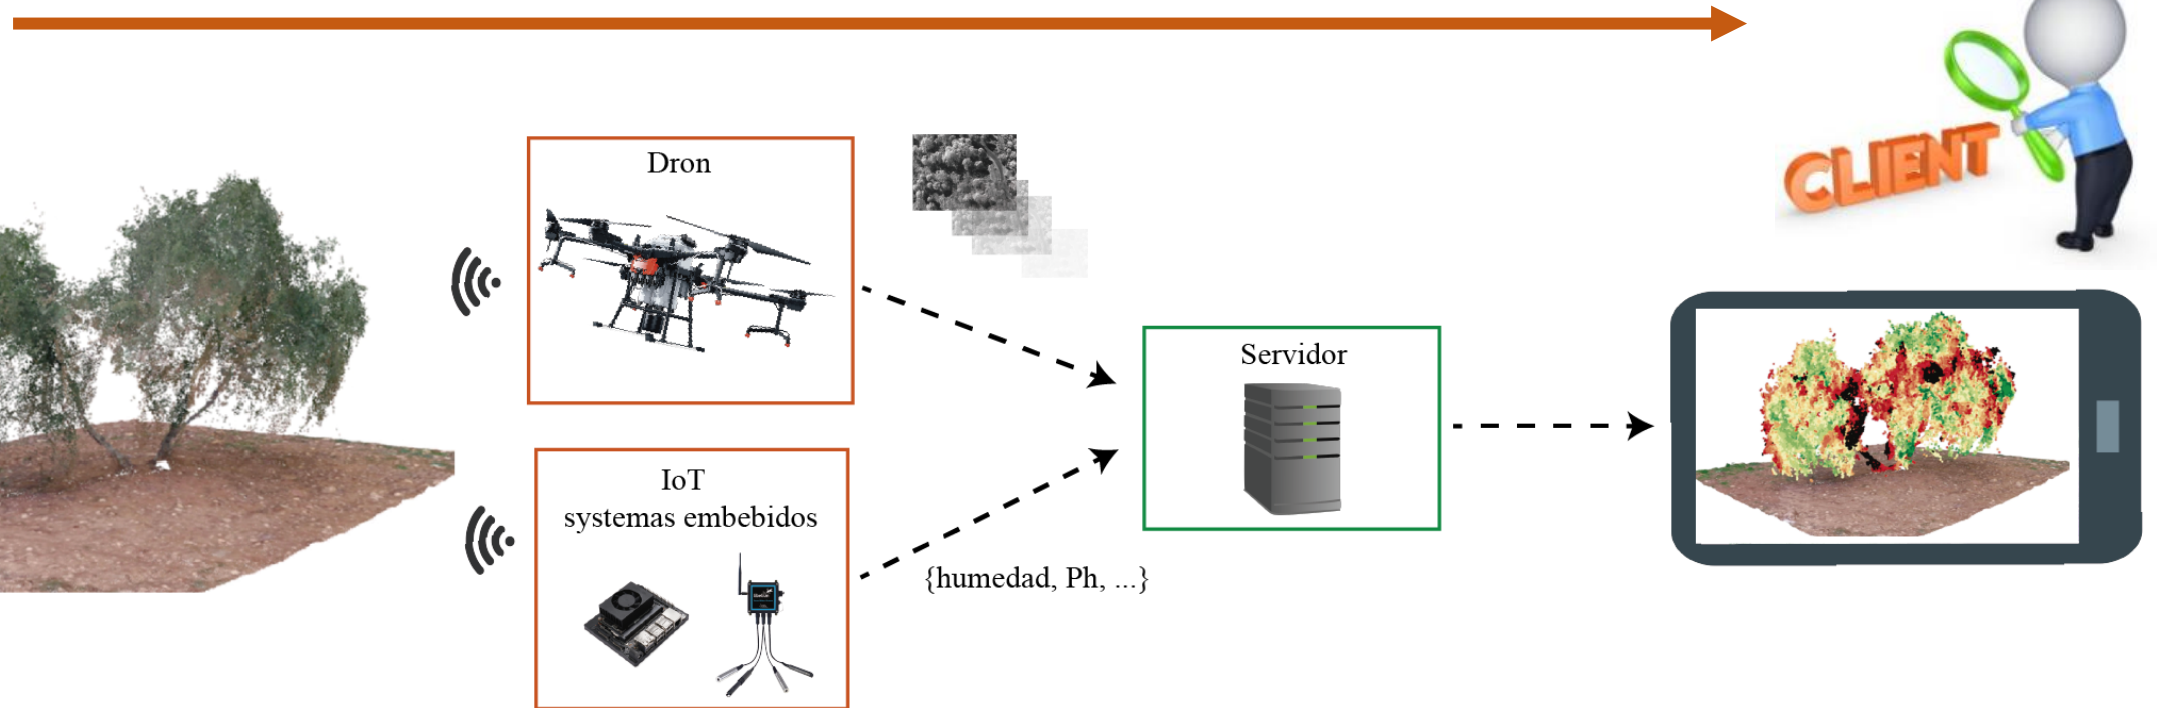 CLIENT
Dron
Servidor
IoT
systemas embebidos
{humedad, Ph, ...}